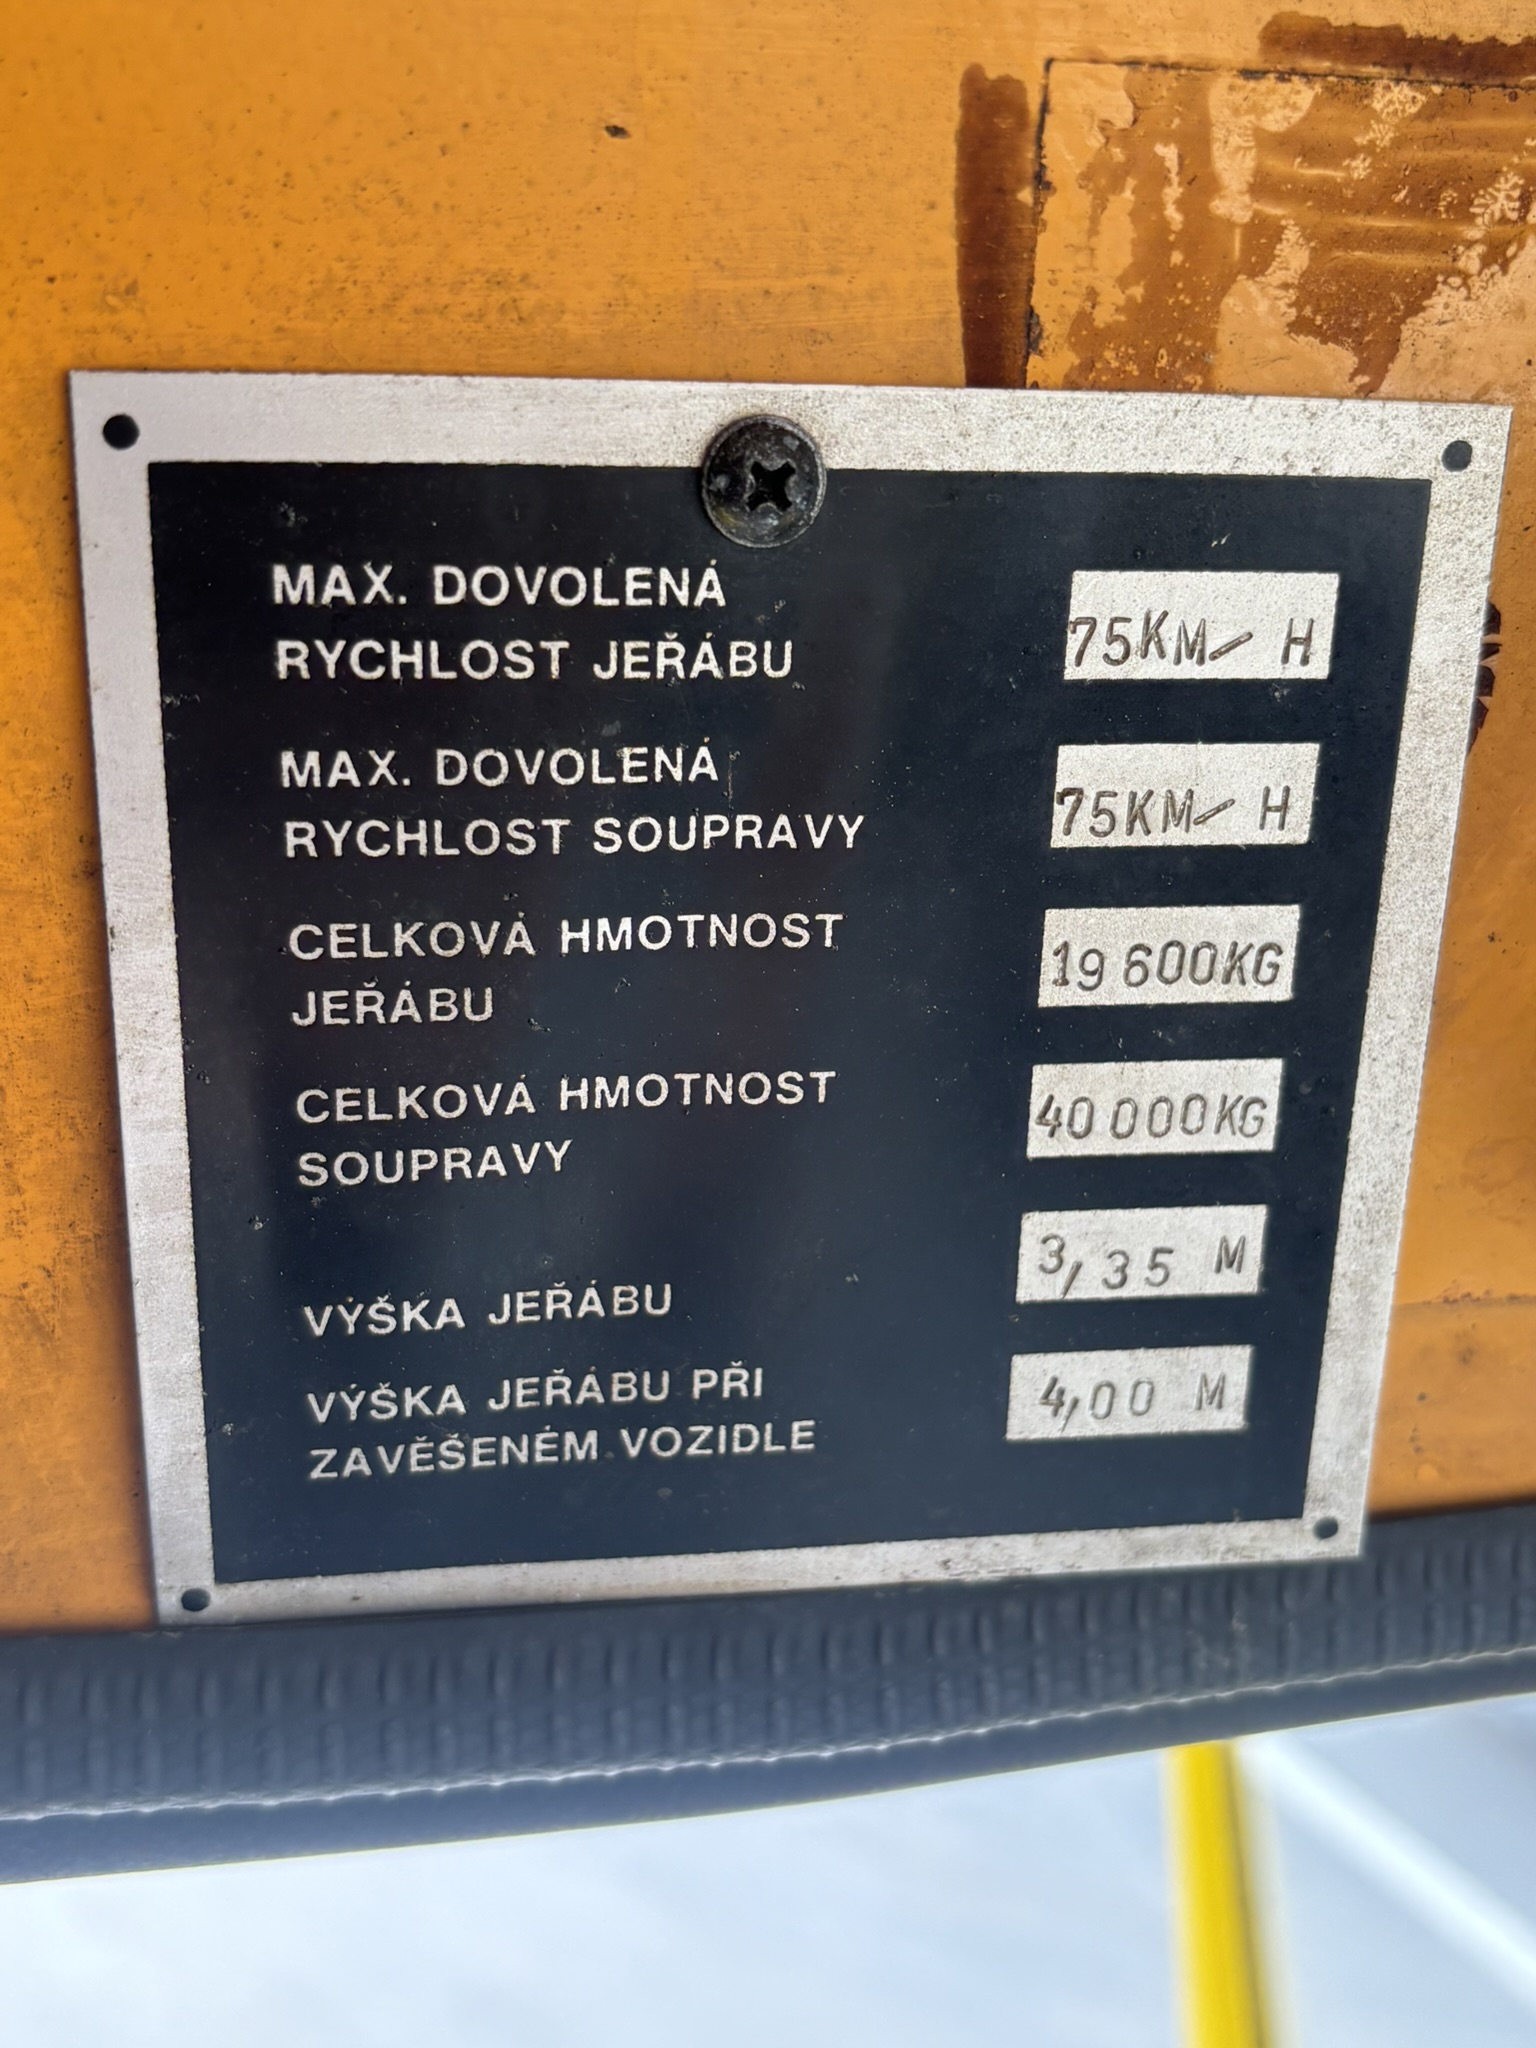 MAX. DOVOLENÁ
RYCHLOST JEŘÁBU 75KM/H
MAX. DOVOLENÁ
RYCHLOST SOUPRAVY 75KM/H
CELKOVÁ HMOTNOST
JEŘÁBU 19 600KG
CELKOVÁ HMOTNOST
SOUPRAVY 40 000KG
VÝŠKA JEŘÁBU 3,35 M
VÝŠKA JEŘÁBU PŘI
ZAVĚŠENÉM VOZIDLE 4,00 M